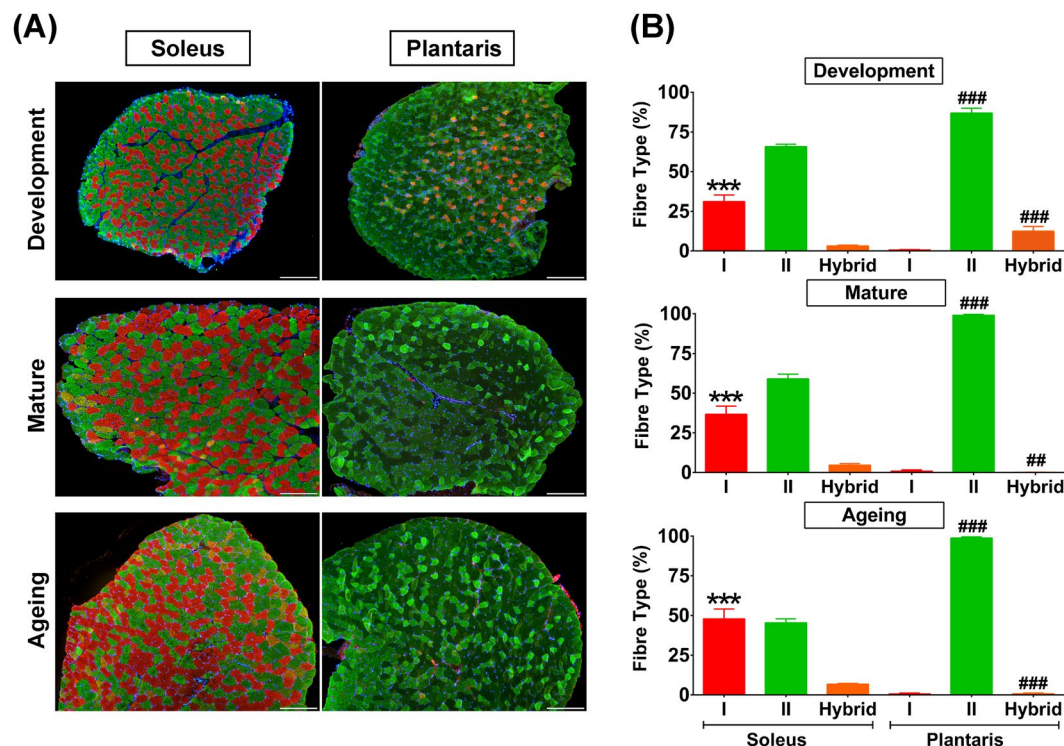 (A)
Soleus
Plantaris
Development
Mature
Ageing
(B)
Development
Fibre Type (%)
100
75
50
25
0
***
###
###
I
II
Hybrid
I
II
Hybrid
Mature
Fibre Type (%)
100
75
50
25
0
***
###
##
I
II
Hybrid
I
II
Hybrid
Ageing
Fibre Type (%)
100
75
50
25
0
***
###
###
I
II
Hybrid
I
II
Hybrid
Soleus
Plantaris